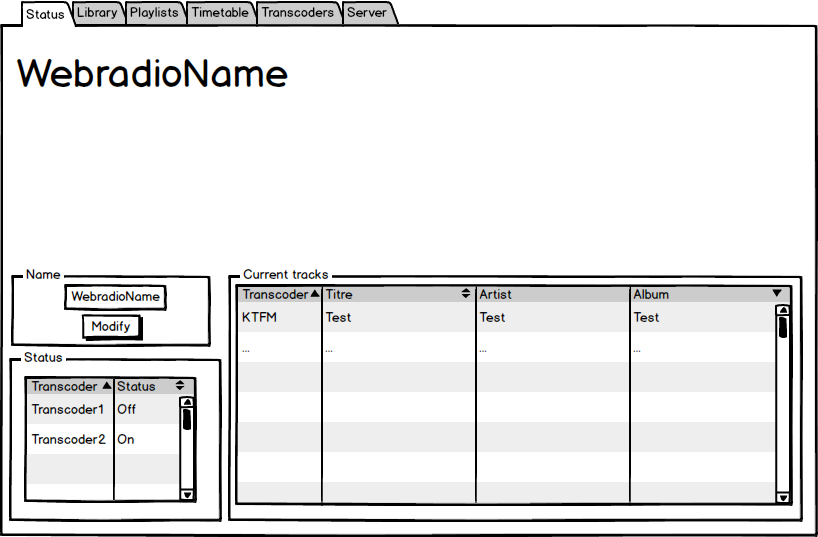 Status Library Playlists Timetable Transcoders Server
WebradioName
Name
WebradioName
Modify
Status
Transcoder Status
Transcoder1 Off
Transcoder2 On
Current tracks
Transcoder Titre Artist Album
KTFM Test Test Test
... ... ... ...